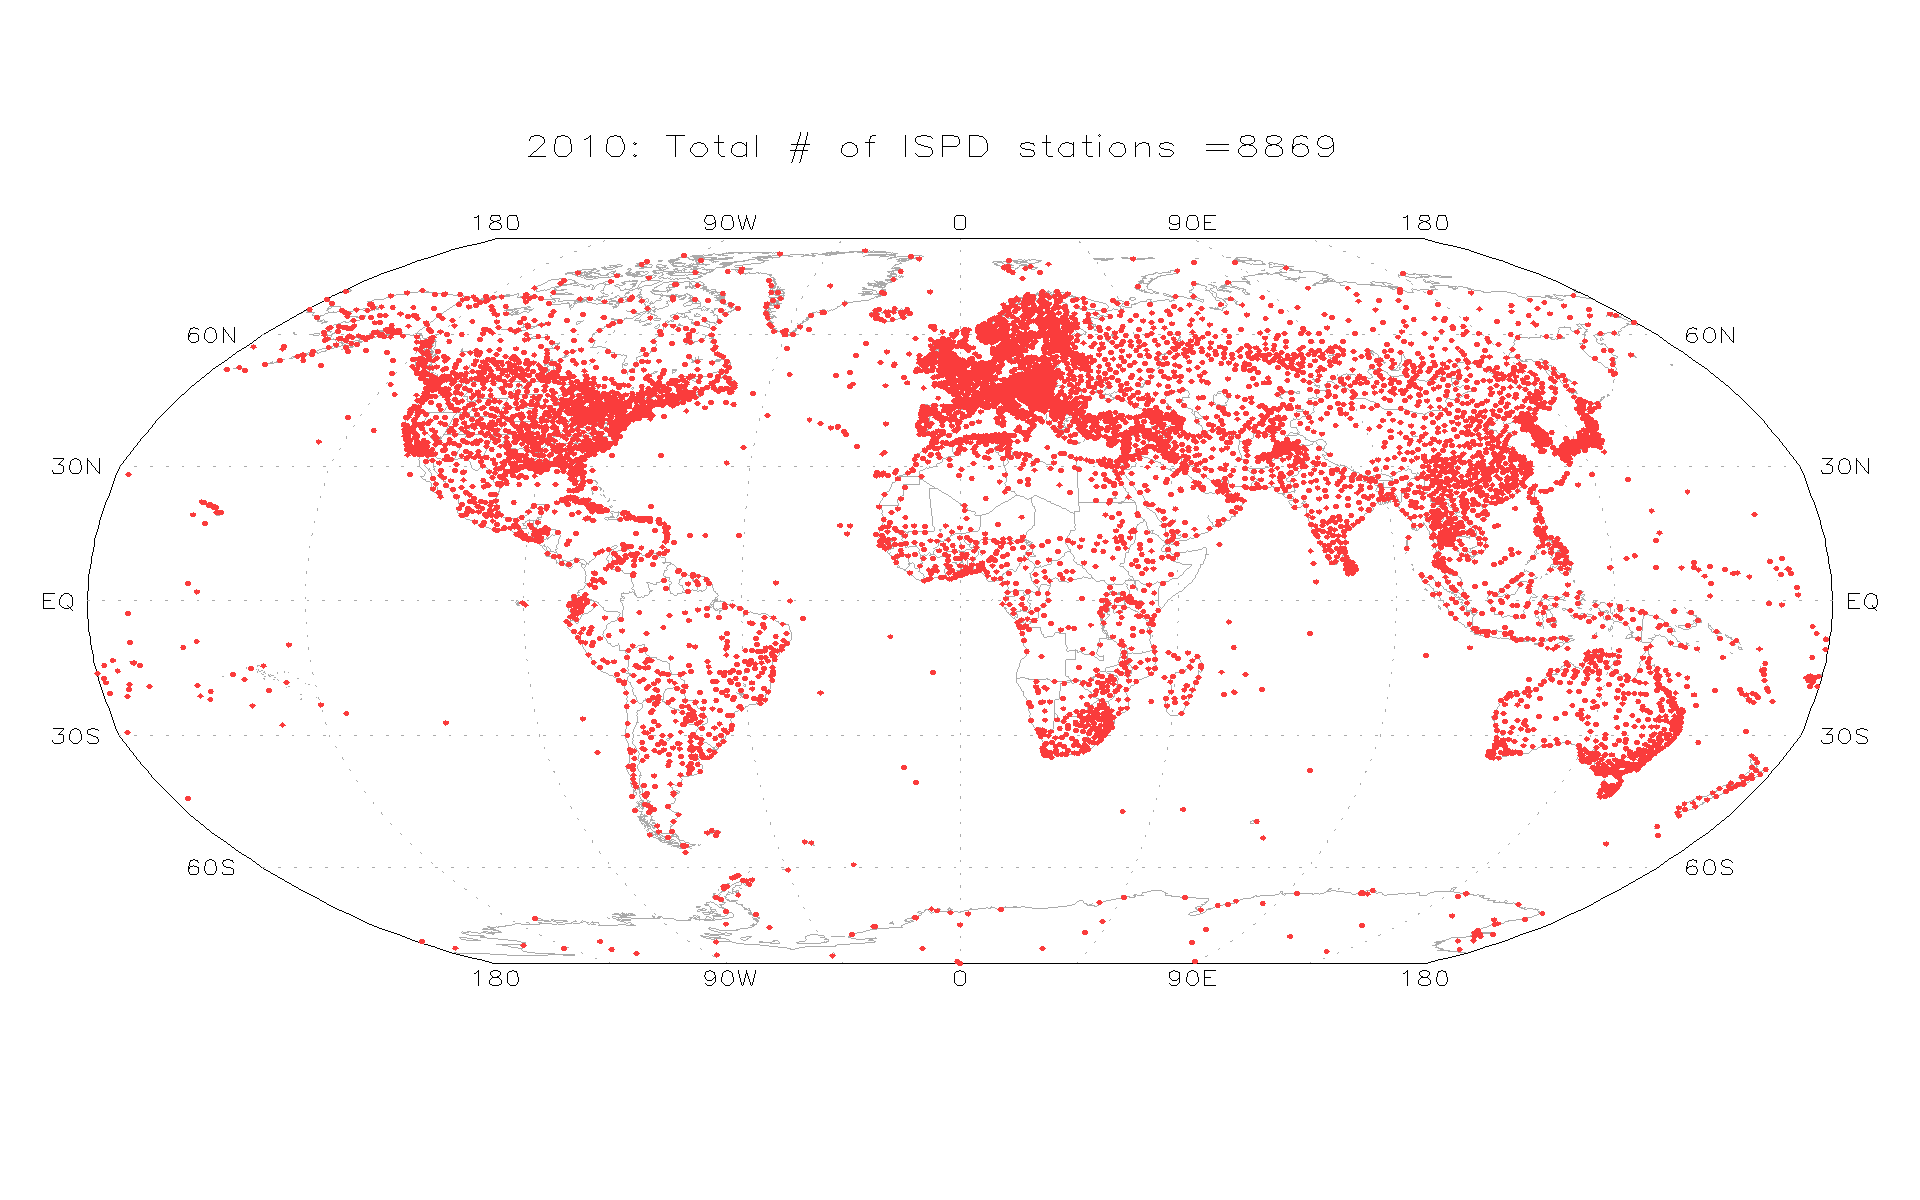 2010: Total # of ISPD stations =8869
180 90W 0 90E 180
60N 60N
30N 30N
EQ EQ
30S 30S
60S 60S
180 90W 0 90E 180